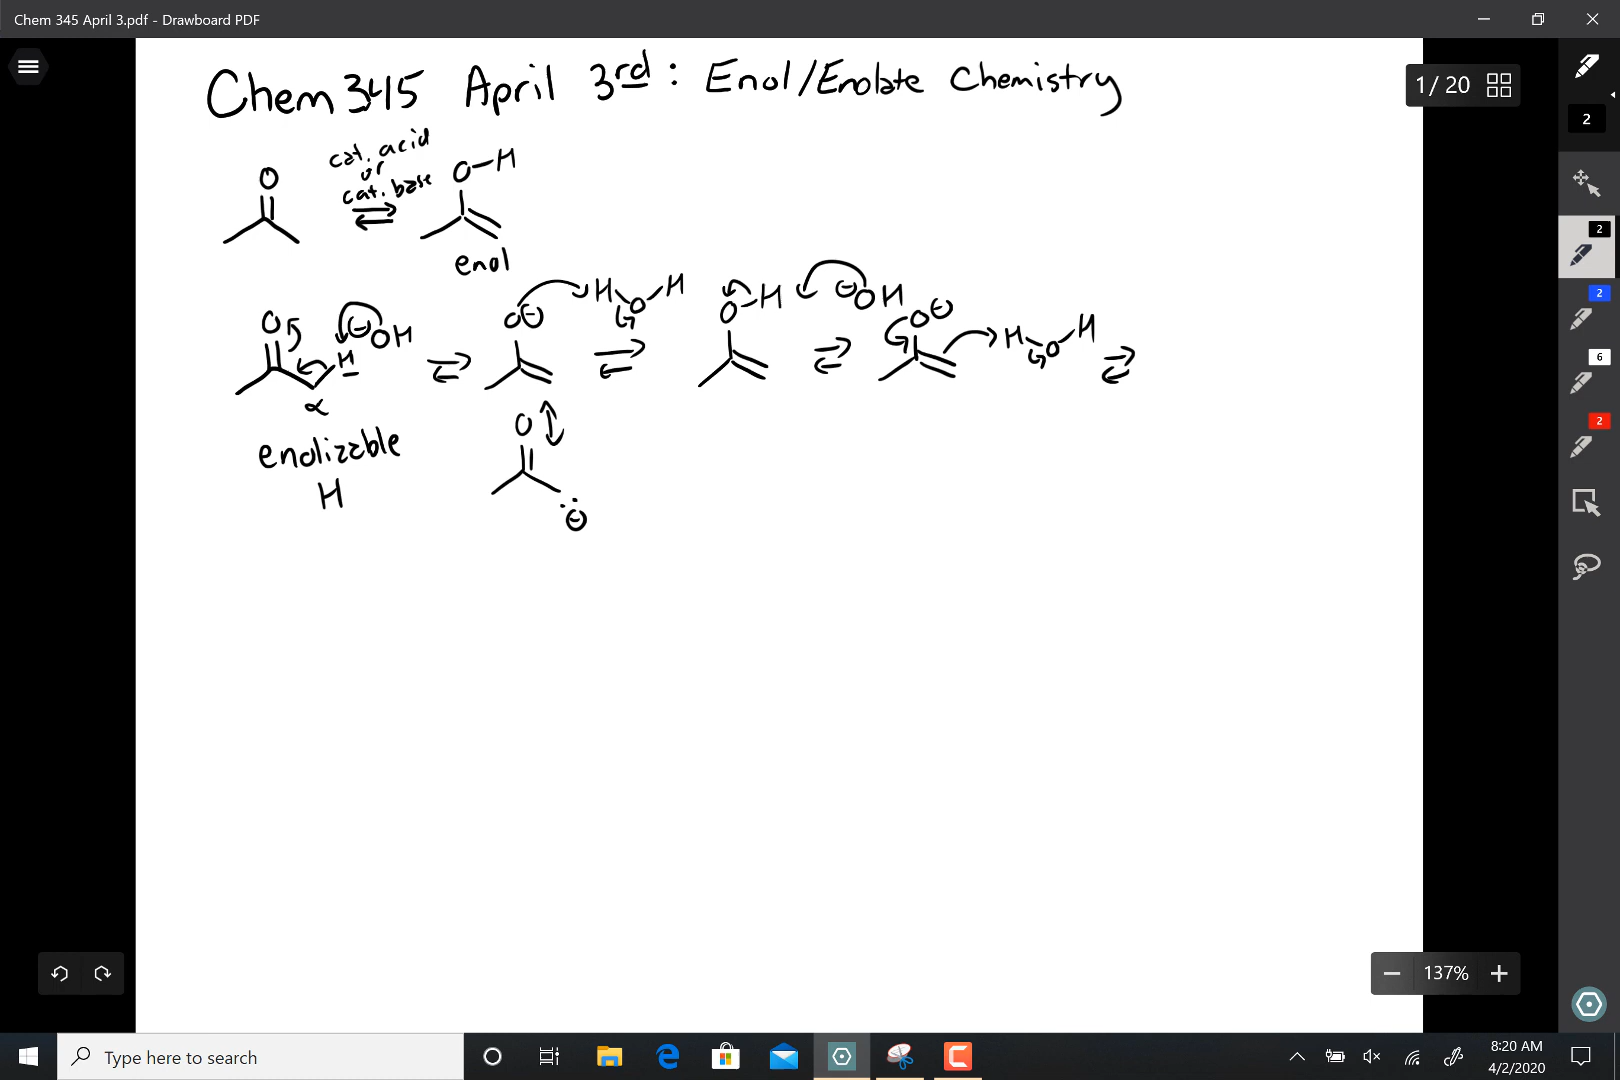 Chem 345 April 3.pdf - Drawboard PDF
Chem 345 April 3rd: Enol/Enolate Chemistry
1 / 20
2
cat. acid
or
cat. base
O
O-H
enol
2
2
6
2
O H ⊖OH
α
O⊖ H O H
O-H ⊖OH
O⊖ H O H
enolizable
H
O
⊖
137%
Type here to search
8:20 AM
4/2/2020